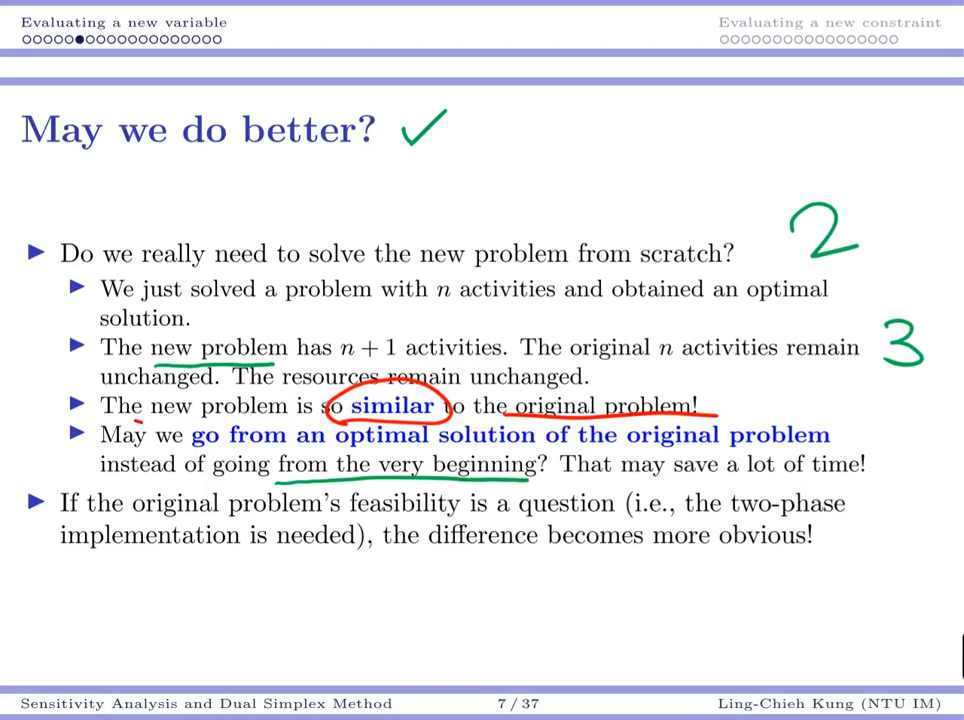 Evaluating a new variable
Evaluating a new constraint
May we do better? ✓
2
▶ Do we really need to solve the new problem from scratch?
▶ We just solved a problem with n activities and obtained an optimal
solution.
3
▶ The new problem has n + 1 activities. The original n activities remain
unchanged. The resources remain unchanged.
▶ The new problem is so similar to the original problem!
▶ May we go from an optimal solution of the original problem
instead of going from the very beginning? That may save a lot of time!
▶ If the original problem's feasibility is a question (i.e., the two-phase
implementation is needed), the difference becomes more obvious!
Sensitivity Analysis and Dual Simplex Method
7 / 37
Ling-Chieh Kung (NTU IM)